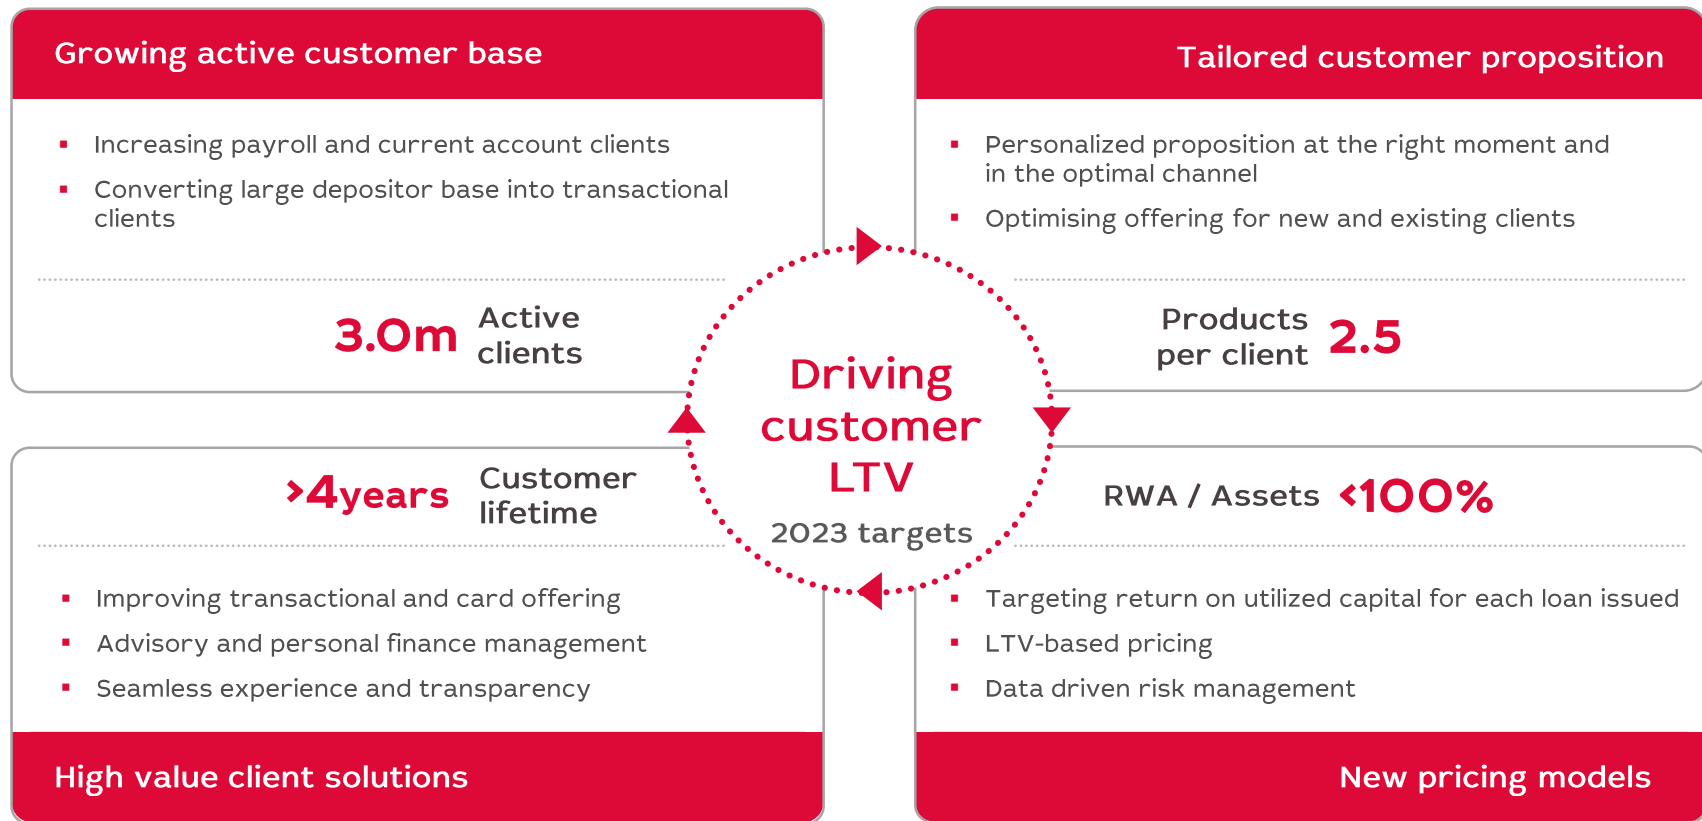 Growing active customer base
Increasing payroll and current account clients
Converting large depositor base into transactional
clients
3.0m
Active
clients
Tailored customer proposition
Personalized proposition at the right moment and
in the optimal channel
Optimising offering for new and existing clients
Products
per client
2.5
Driving
customer
LTV
2023 targets
>4years
Customer
lifetime
Improving transactional and card offering
Advisory and personal finance management
Seamless experience and transparency
High value client solutions
RWA / Assets <100%
Targeting return on utilized capital for each loan issued
LTV-based pricing
Data driven risk management
New pricing models